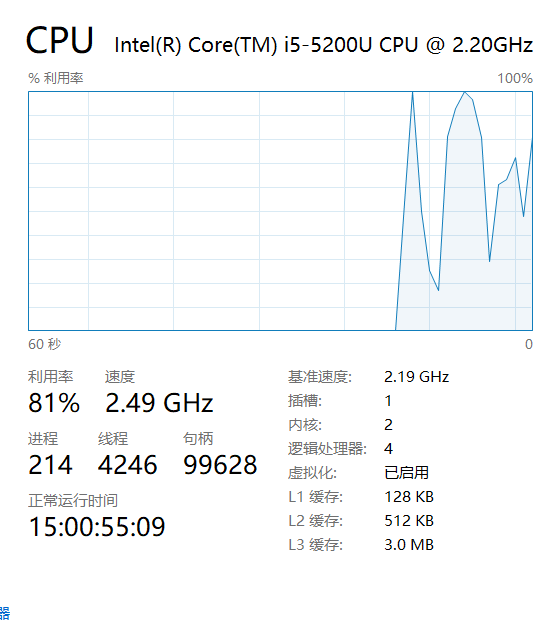 CPU Intel(R) Core(TM) i5-5200U CPU @ 2.20GHz
% 利用率 100%
60 秒 0
利用率 速度
81% 2.49 GHz
进程 线程 句柄
214 4246 99628
正常运行时间
15:00:55:09
基准速度: 2.19 GHz
插槽: 1
内核: 2
逻辑处理器: 4
虚拟化: 已启用
L1 缓存: 128 KB
L2 缓存: 512 KB
L3 缓存: 3.0 MB
器